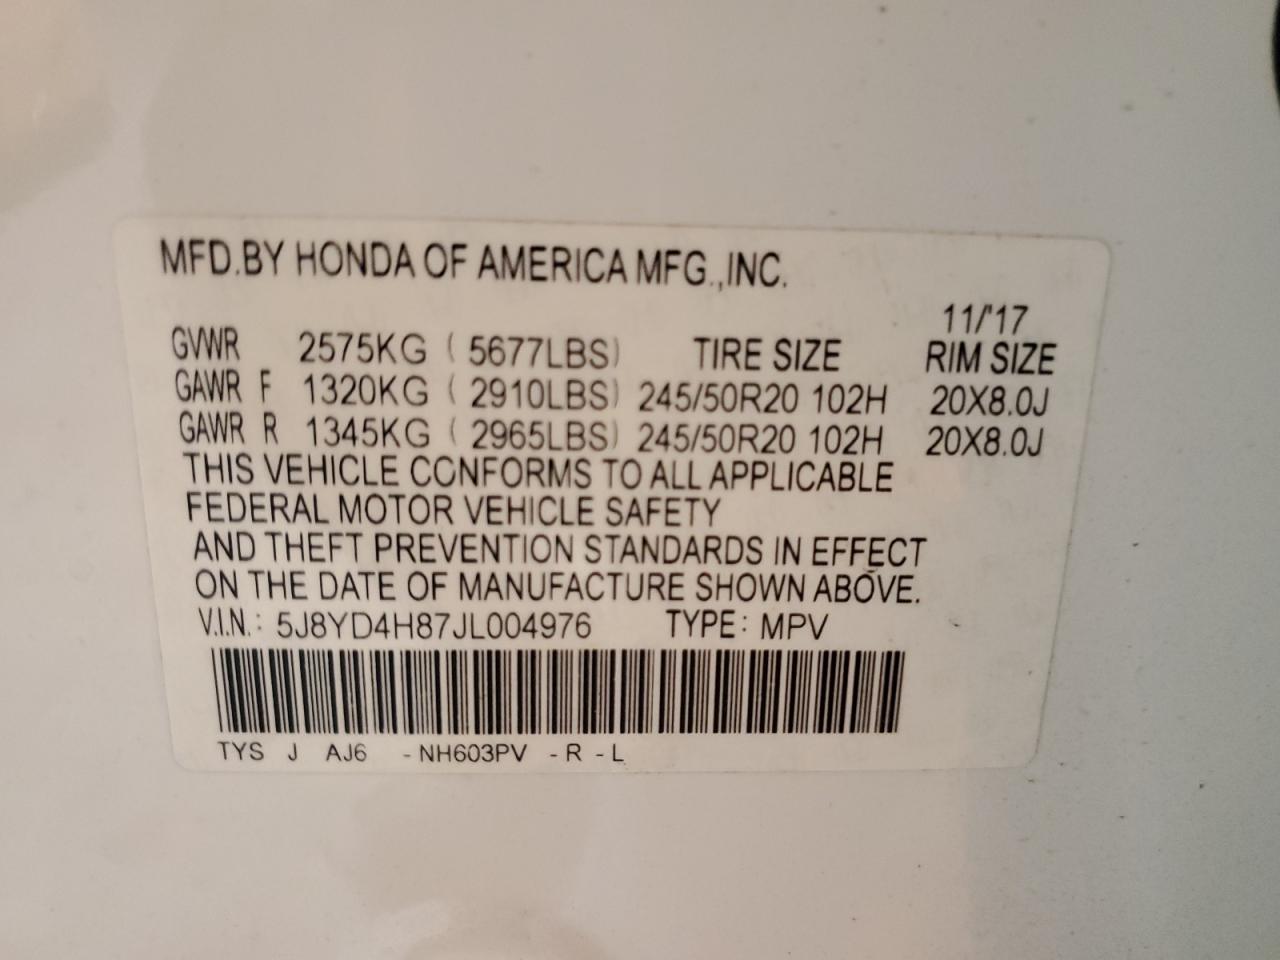 MFD.BY HONDA OF AMERICA MFG.,INC.
11/'17
GVWR 2575KG ( 5677LBS) TIRE SIZE RIM SIZE
GAWR F 1320KG ( 2910LBS) 245/50R20 102H 20X8.0J
GAWR R 1345KG ( 2965LBS) 245/50R20 102H 20X8.0J
THIS VEHICLE CONFORMS TO ALL APPLICABLE
FEDERAL MOTOR VEHICLE SAFETY
AND THEFT PREVENTION STANDARDS IN EFFECT
ON THE DATE OF MANUFACTURE SHOWN ABOVE.
V.I.N.: 5J8YD4H87JL004976 TYPE: MPV
TYS J AJ6 -NH603PV -R -L